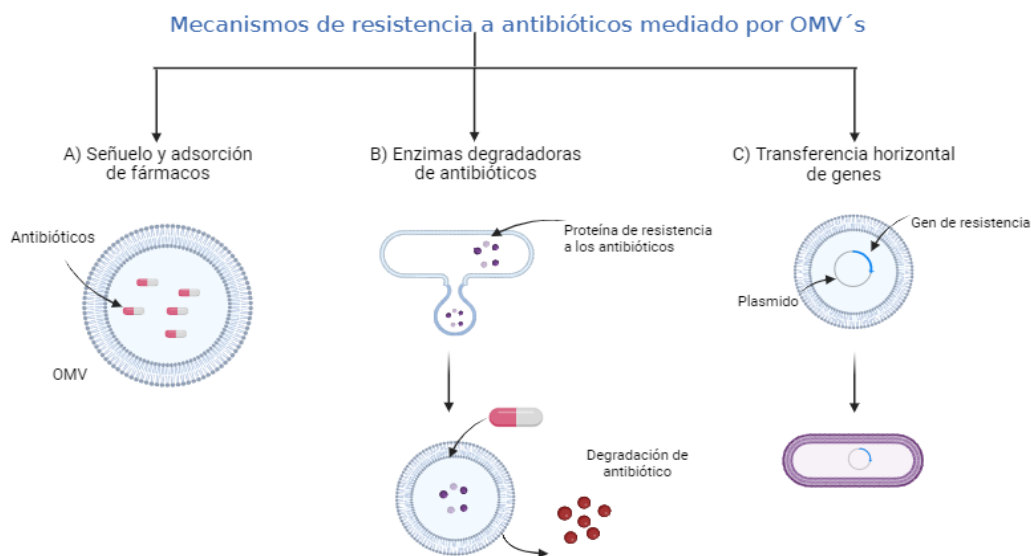 Mecanismos de resistencia a antibióticos mediado por OMV´s
A) Señuelo y adsorción
de fármacos
Antibióticos
OMV
B) Enzimas degradadoras
de antibióticos
Proteína de resistencia
a los antibióticos
Degradación de
antibiótico
C) Transferencia horizontal
de genes
Gen de resistencia
Plasmido